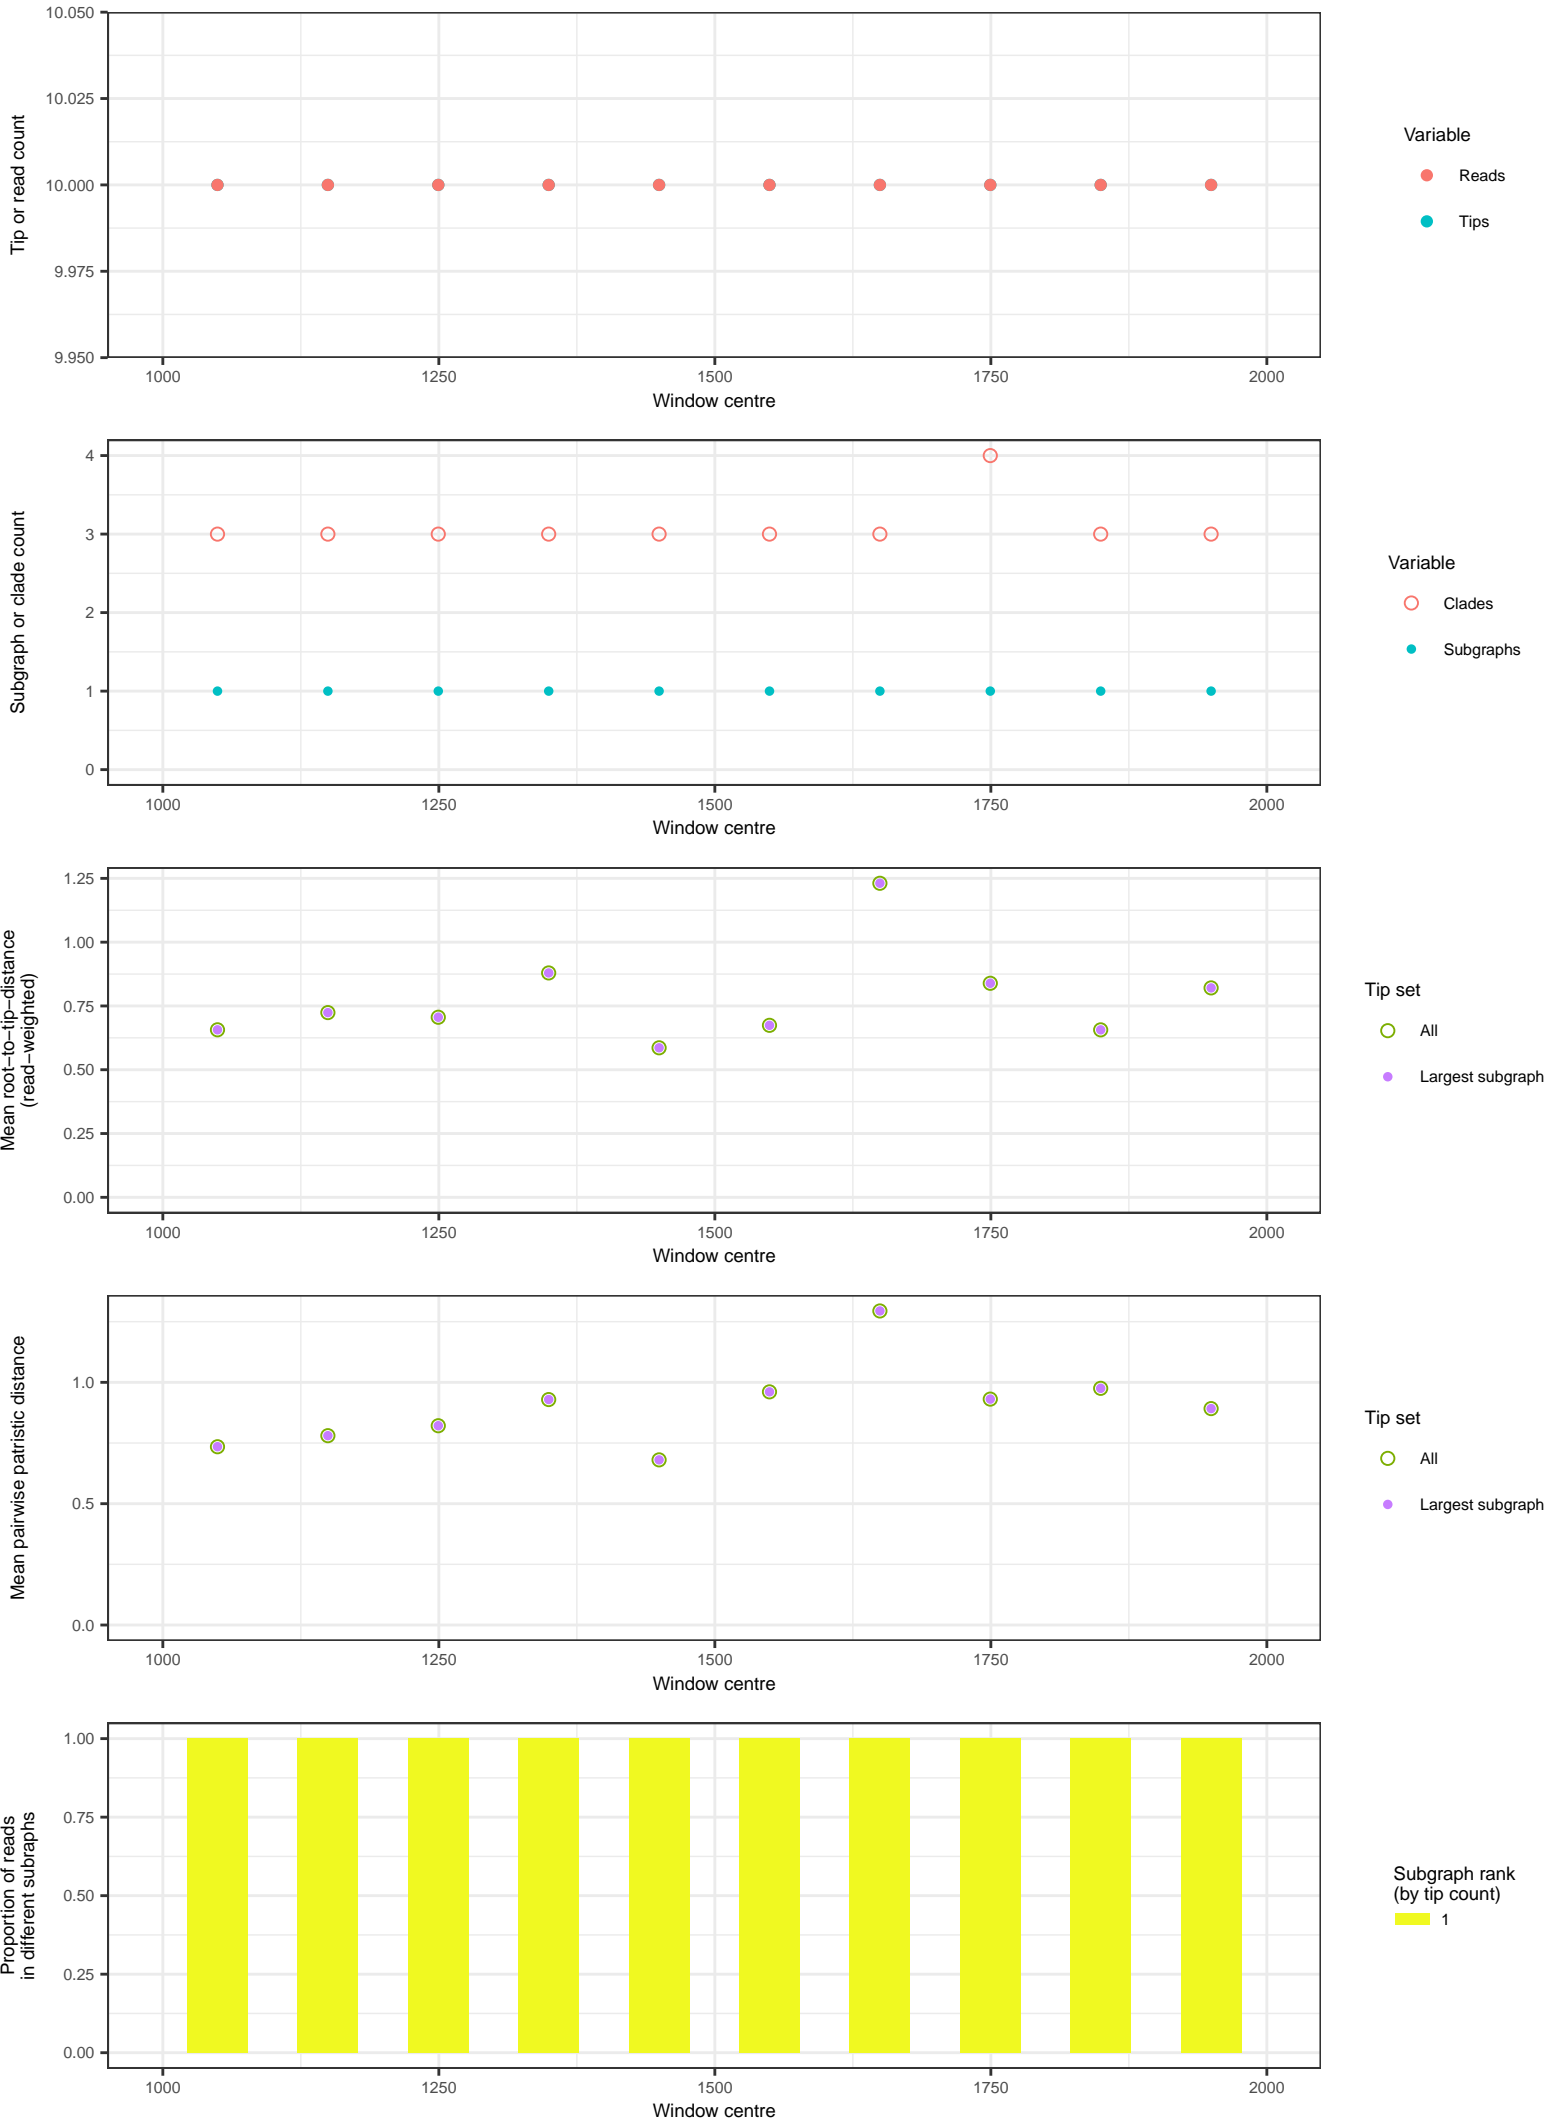 10.050
10.025
10.000
9.975
9.950
Tip or read count
1000 1250 1500 1750 2000
Window centre
Variable
Reads
Tips
4
3
2
1
0
Subgraph or clade count
1000 1250 1500 1750 2000
Window centre
Variable
Clades
Subgraphs
1.25
1.00
0.75
0.50
0.25
0.00
Mean root−to−tip−distance
(read−weighted)
1000 1250 1500 1750 2000
Window centre
Tip set
All
Largest subgraph
1.0
0.5
0.0
Mean pairwise patristic distance
1000 1250 1500 1750 2000
Window centre
Tip set
All
Largest subgraph
1.00
0.75
0.50
0.25
0.00
Proportion of reads
in different subraphs
1000 1250 1500 1750 2000
Window centre
Subgraph rank
(by tip count)
1